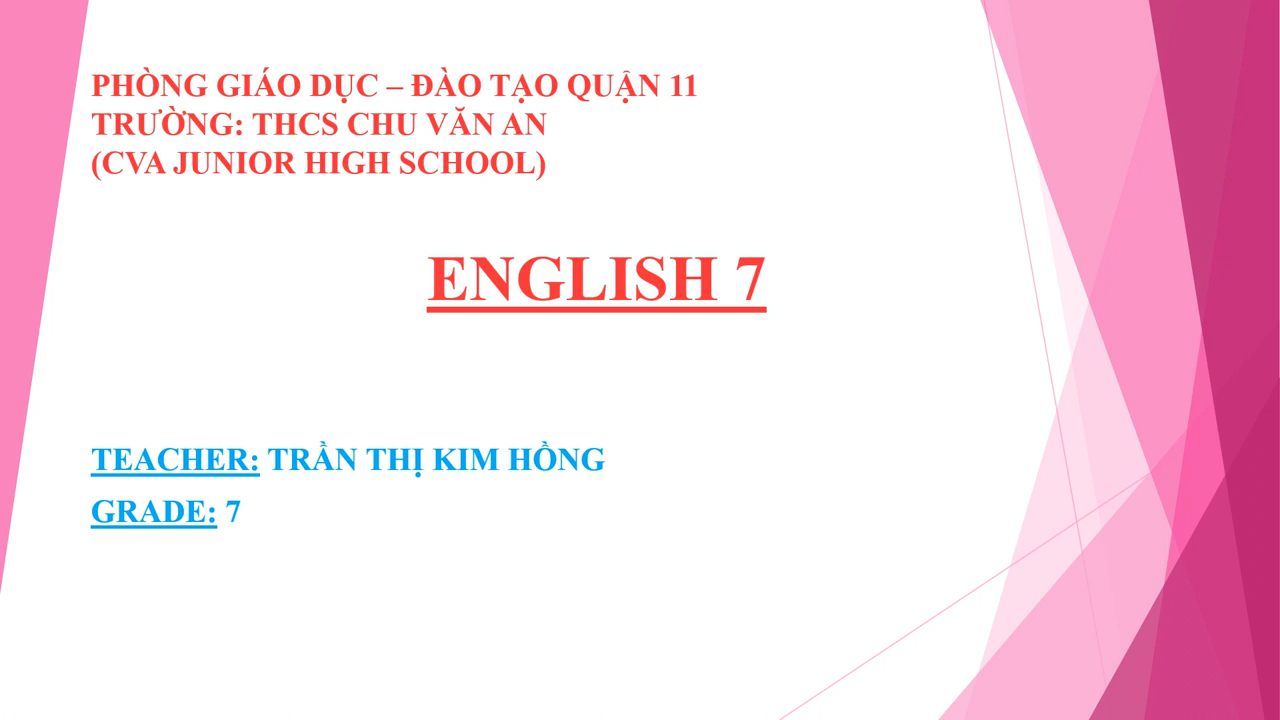 PHÒNG GIÁO DỤC – ĐÀO TẠO QUẬN 11
TRƯỜNG: THCS CHU VĂN AN
(CVA JUNIOR HIGH SCHOOL)
ENGLISH 7
TEACHER: TRẦN THỊ KIM HỒNG
GRADE: 7